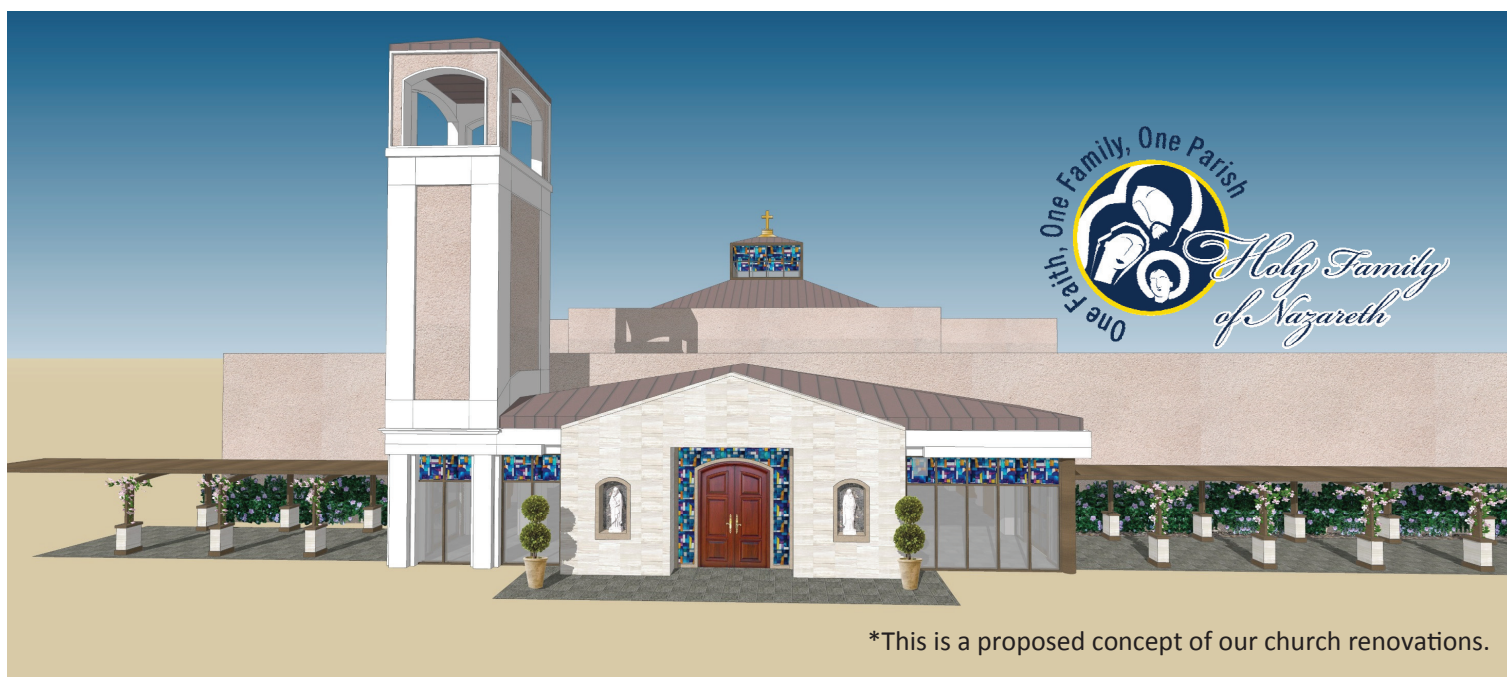 One Faith, One Family, One Parish
Holy Family
of Nazareth
*This is a proposed concept of our church renovations.